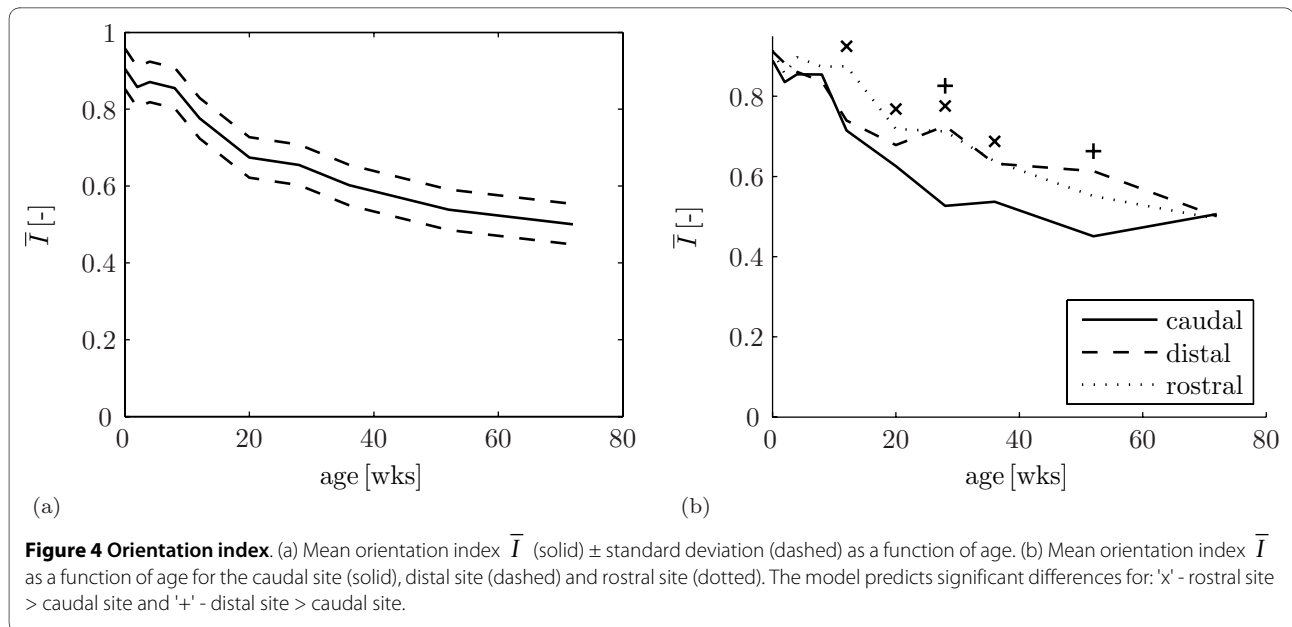 1
0.8
0.6
0.4
0.2
0
0 20 40 60 80
I [-]
age [wks]
(a)
0.8
0.6
0.4
0.2
0
0 20 40 60 80
I [-]
age [wks]
caudal
distal
rostral
(b)
Figure 4 Orientation index. (a) Mean orientation index I̅ (solid) ± standard deviation (dashed) as a function of age. (b) Mean orientation index I̅
as a function of age for the caudal site (solid), distal site (dashed) and rostral site (dotted). The model predicts significant differences for: 'x' - rostral site
> caudal site and '+' - distal site > caudal site.